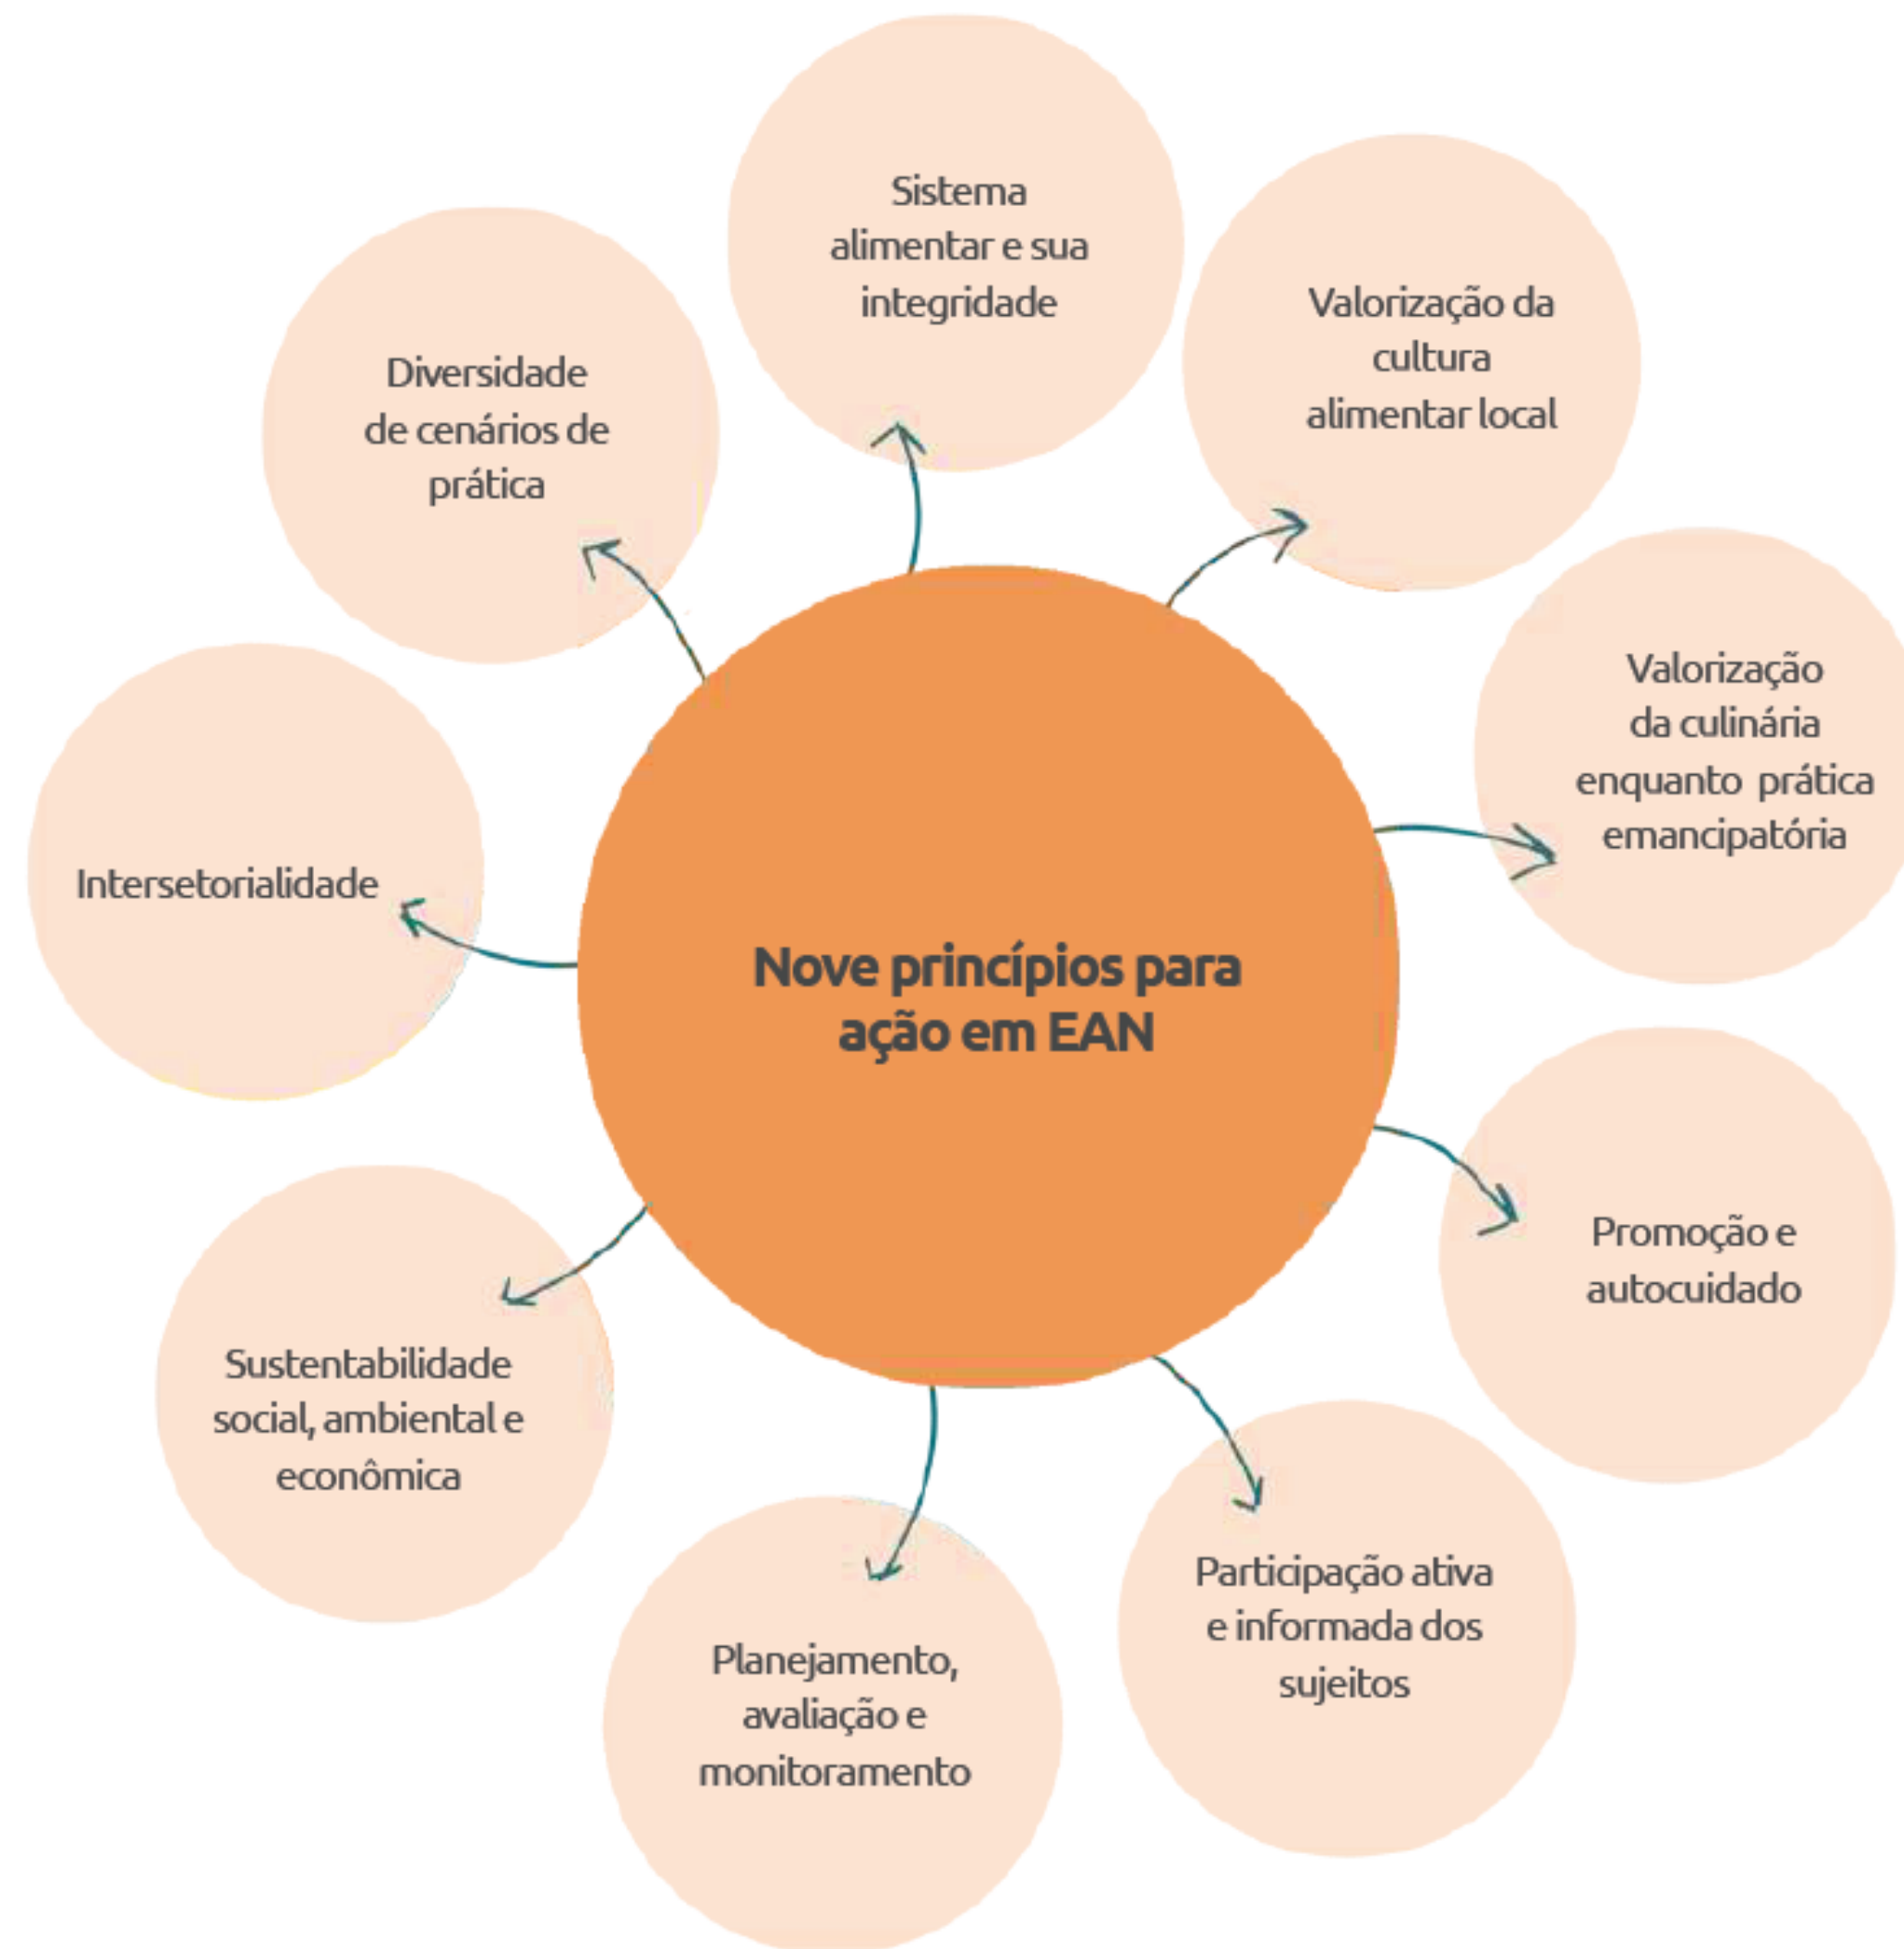 Sistema
alimentar e sua
integridade
Valorização da
cultura
alimentar local
Valorização
da culinária
enquanto prática
emancipatória
Promoção e
autocuidado
Participação ativa
e informada dos
sujeitos
Planejamento,
avaliação e
monitoramento
Sustentabilidade
social, ambiental e
econômica
Intersetorialidade
Diversidade
de cenários de
prática
Nove princípios para
ação em EAN